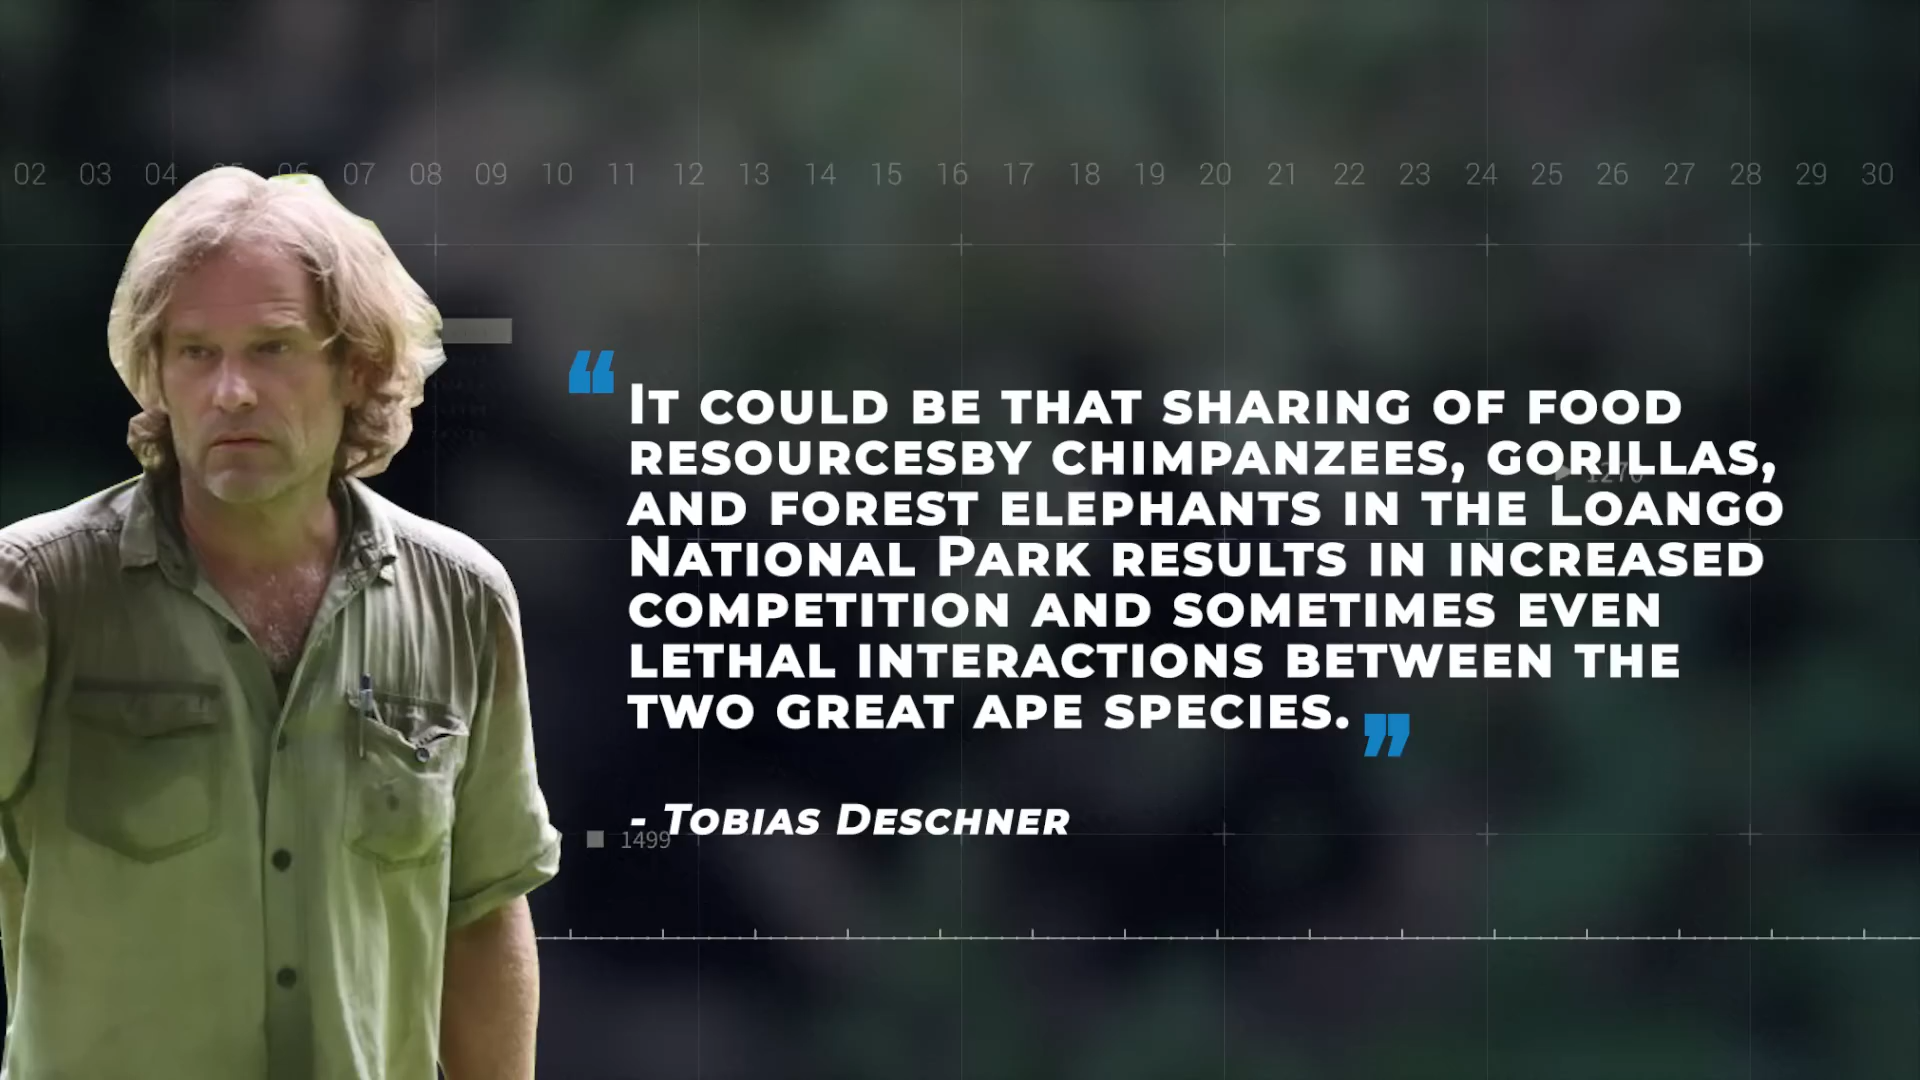 02 03 04 05 06 07 08 09 10 11 12 13 14 15 16 17 18 19 20 21 22 23 24 25 26 27 28 29 30
“It could be that sharing of food
resourcesby chimpanzees, gorillas,
1270
and forest elephants in the Loango
National Park results in increased
competition and sometimes even
lethal interactions between the
two great ape species.”
- Tobias Deschner
1499